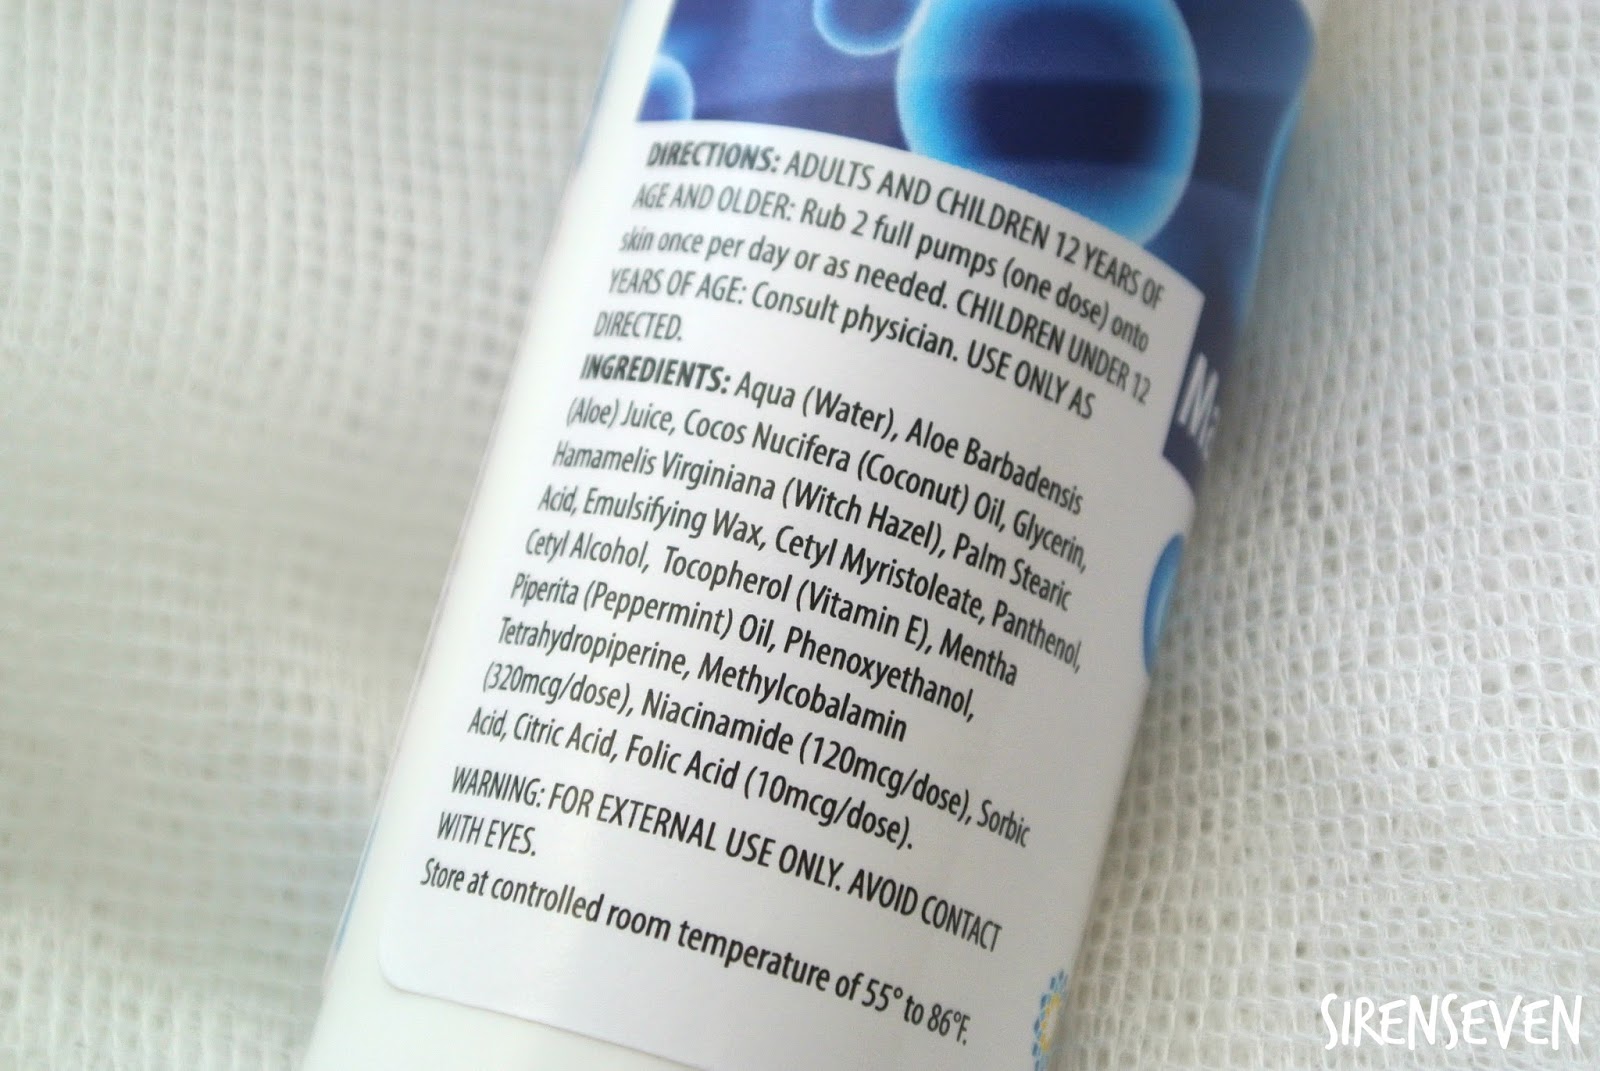 DIRECTIONS: ADULTS AND CHILDREN 12 YEARS OF
AGE AND OLDER: Rub 2 full pumps (one dose) onto
skin once per day or as needed. CHILDREN UNDER 12
YEARS OF AGE: Consult physician. USE ONLY AS
DIRECTED.
INGREDIENTS: Aqua (Water), Aloe Barbadensis
(Aloe) Juice, Cocos Nucifera (Coconut) Oil, Glycerin,
Hamamelis Virginiana (Witch Hazel), Palm Stearic
Acid, Emulsifying Wax, Cetyl Myristoleate, Panthenol,
Cetyl Alcohol, Tocopherol (Vitamin E), Mentha
Piperita (Peppermint) Oil, Phenoxyethanol,
Tetrahydropiperine, Methylcobalamin
(320mcg/dose), Niacinamide (120mcg/dose), Sorbic
Acid, Citric Acid, Folic Acid (10mcg/dose).
WARNING: FOR EXTERNAL USE ONLY. AVOID CONTACT
WITH EYES.
Store at controlled room temperature of 55° to 86°F.
SIRENSEVEN